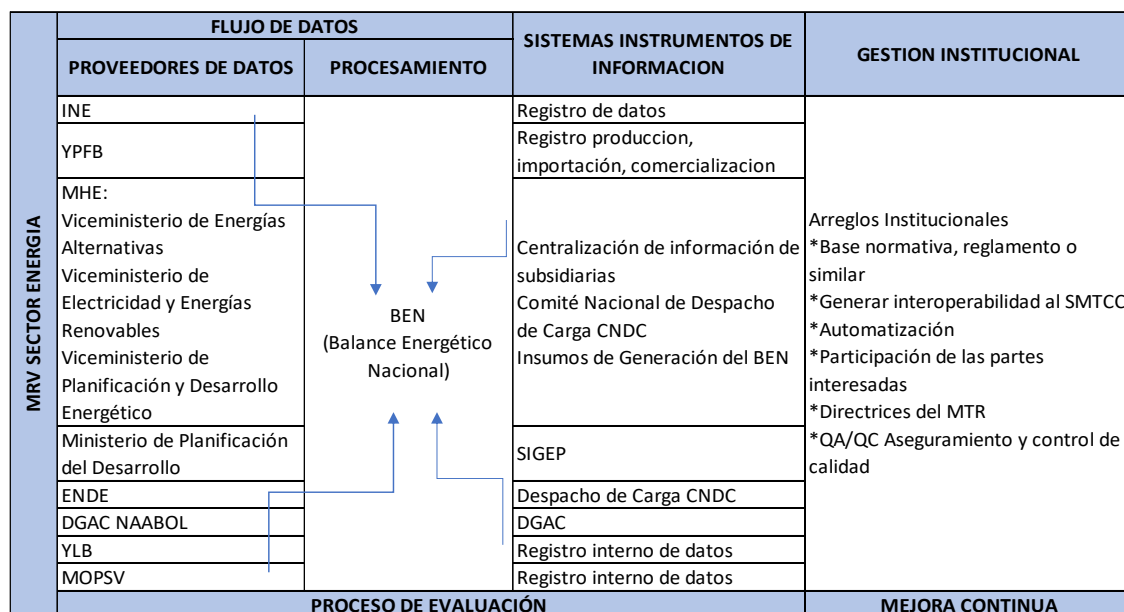 FLUJO DE DATOS
SISTEMAS INSTRUMENTOS DE
INFORMACION
GESTION INSTITUCIONAL
PROVEEDORES DE DATOS
PROCESAMIENTO
MRV SECTOR ENERGIA
INE
Registro de datos
YPFB
Registro produccion,
importación, comercializacion
MHE:
Viceministerio de Energías
Alternativas
Viceministerio de
Electricidad y Energías
Renovables
Viceministerio de
Planificación y Desarrollo
Energético
BEN
(Balance Energético
Nacional)
Centralización de información de
subsidiarias
Comité Nacional de Despacho
de Carga CNDC
Insumos de Generación del BEN
Arreglos Institucionales
*Base normativa, reglamento o
similar
*Generar interoperabilidad al SMTCC
*Automatización
*Participación de las partes
interesadas
*Directrices del MTR
*QA/QC Aseguramiento y control de
calidad
Ministerio de Planificación
del Desarrollo
SIGEP
ENDE
Despacho de Carga CNDC
DGAC NAABOL
DGAC
YLB
Registro interno de datos
MOPSV
Registro interno de datos
PROCESO DE EVALUACIÓN
MEJORA CONTINUA